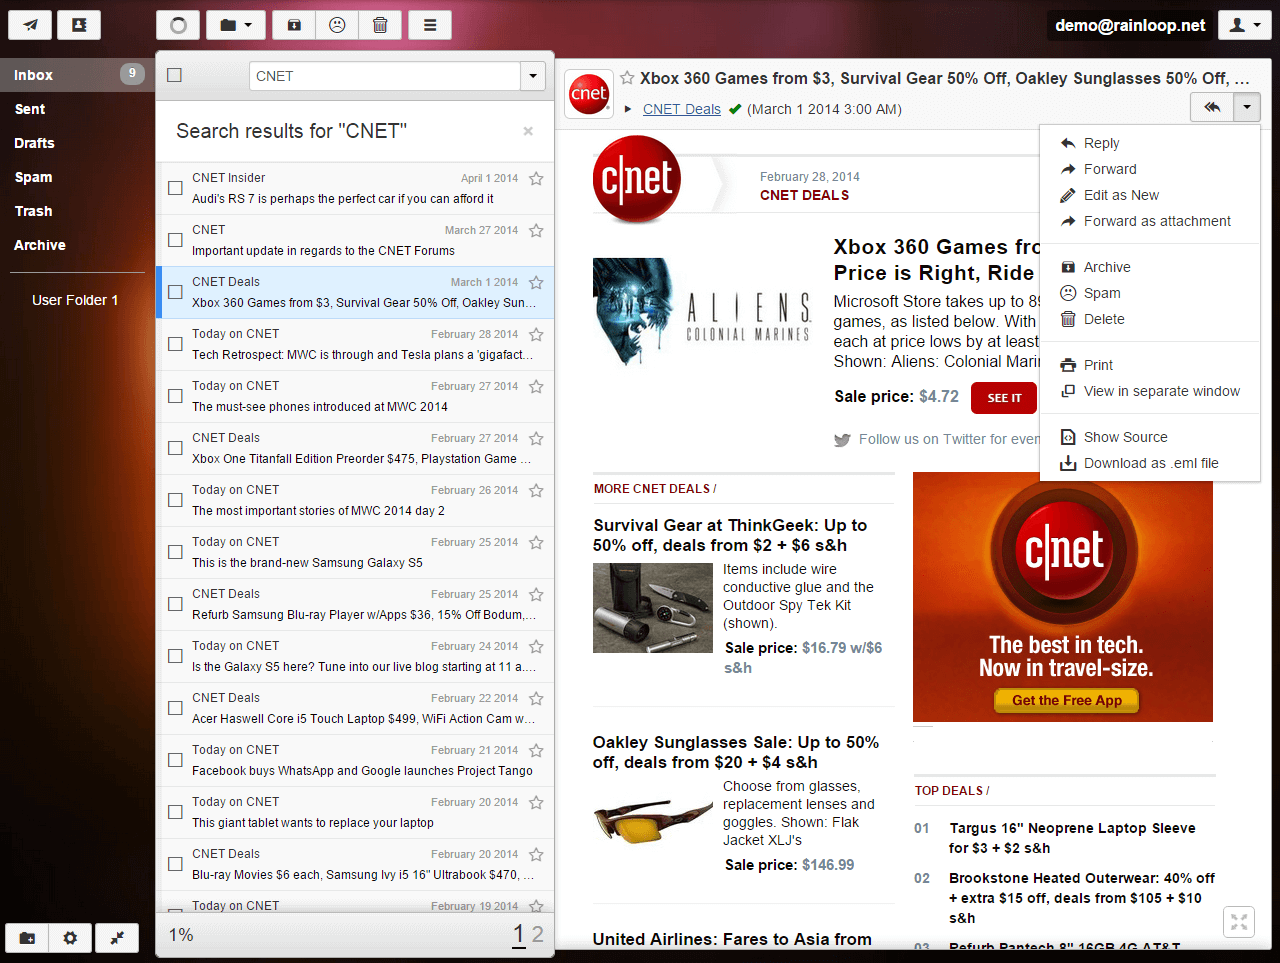 demo@rainloop.net
Inbox 9
Sent
Drafts
Spam
Trash
Archive
User Folder 1
CNET
Search results for "CNET" ×
CNET Insider April 1 2014
Audi's RS 7 is perhaps the perfect car if you can afford it
CNET March 27 2014
Important update in regards to the CNET Forums
CNET Deals March 1 2014
Xbox 360 Games from $3, Survival Gear 50% Off, Oakley Sun...
Today on CNET February 28 2014
Tech Retrospect: MWC is through and Tesla plans a 'gigafact...
Today on CNET February 27 2014
The must-see phones introduced at MWC 2014
CNET Deals February 27 2014
Xbox One Titanfall Edition Preorder $475, Playstation Game ...
Today on CNET February 26 2014
The most important stories of MWC 2014 day 2
Today on CNET February 25 2014
This is the brand-new Samsung Galaxy S5
CNET Deals February 25 2014
Refurb Samsung Blu-ray Player w/Apps $36, 15% Off Bodum,...
Today on CNET February 24 2014
Is the Galaxy S5 here? Tune into our live blog starting at 11 a...
CNET Deals February 22 2014
Acer Haswell Core i5 Touch Laptop $499, WiFi Action Cam w...
Today on CNET February 21 2014
Facebook buys WhatsApp and Google launches Project Tango
Today on CNET February 20 2014
This giant tablet wants to replace your laptop
CNET Deals February 20 2014
Blu-ray Movies $6 each, Samsung Ivy i5 16" Ultrabook $470, ...
Today on CNET February 19 2014
1% 1 2
cnet
Xbox 360 Games from $3, Survival Gear 50% Off, Oakley Sunglasses 50% Off, ...
CNET Deals (March 1 2014 3:00 AM)
Reply
Forward
Edit as New
Forward as attachment
Archive
Spam
Delete
Print
View in separate window
Show Source
Download as .eml file
c|net
February 28, 2014
CNET DEALS
ALIENS
COLONIAL MARINES
Xbox 360 Games fro
Price is Right, Ride
Microsoft Store takes up to 89
games, as listed below. With
each at price lows by at least
Shown: Aliens: Colonial Mari
Sale price: $4.72 SEE IT
Follow us on Twitter for even
MORE CNET DEALS /
Survival Gear at ThinkGeek: Up to
50% off, deals from $2 + $6 s&h
Items include wire
conductive glue and the
Outdoor Spy Tek Kit
(shown).
Sale price: $16.79 w/$6
s&h
Oakley Sunglasses Sale: Up to 50%
off, deals from $20 + $4 s&h
Choose from glasses,
replacement lenses and
goggles. Shown: Flak
Jacket XLJ's
Sale price: $146.99
United Airlines: Fares to Asia from
c|net
The best in tech.
Now in travel-size.
Get the Free App
TOP DEALS /
01 Targus 16" Neoprene Laptop Sleeve
for $3 + $2 s&h
02 Brookstone Heated Outerwear: 40% off
+ extra $15 off, deals from $105 + $10
s&h
03 Refurb Pantech 8" 16GB 4G AT&T